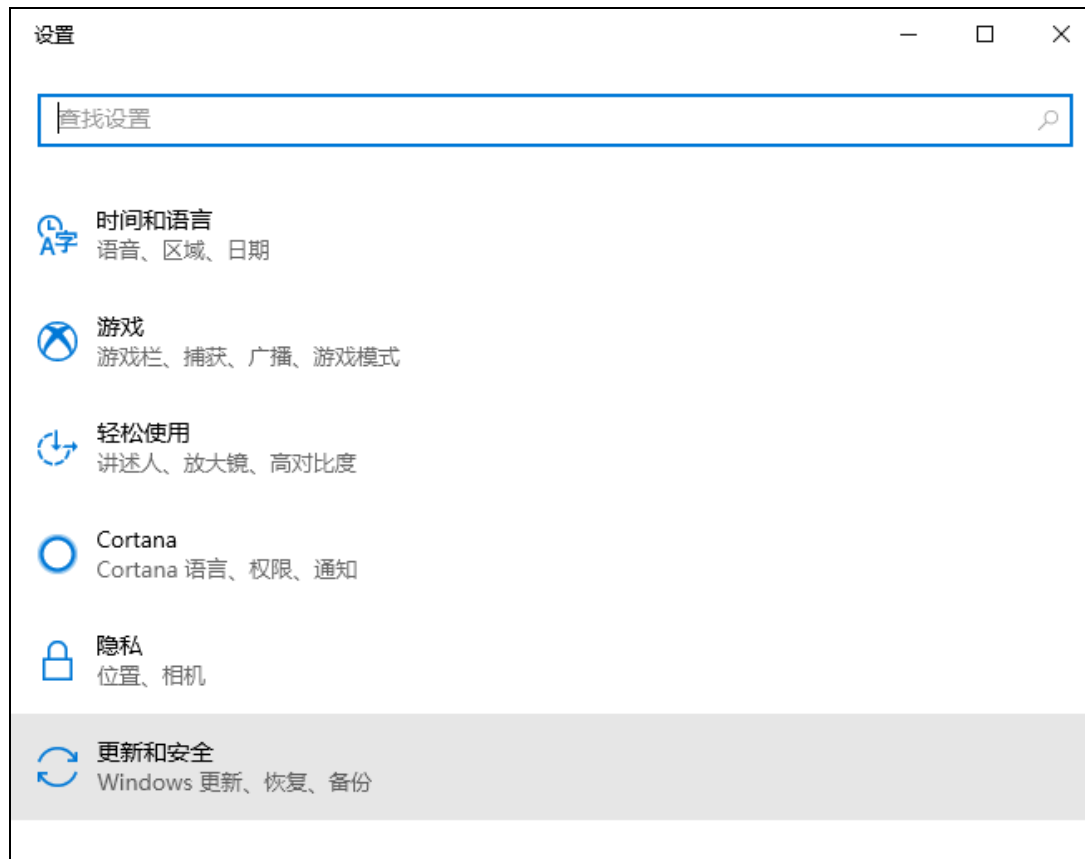 设置
查找设置
时间和语言
语音、区域、日期
游戏
游戏栏、捕获、广播、游戏模式
轻松使用
讲述人、放大镜、高对比度
Cortana
Cortana 语言、权限、通知
隐私
位置、相机
更新和安全
Windows 更新、恢复、备份